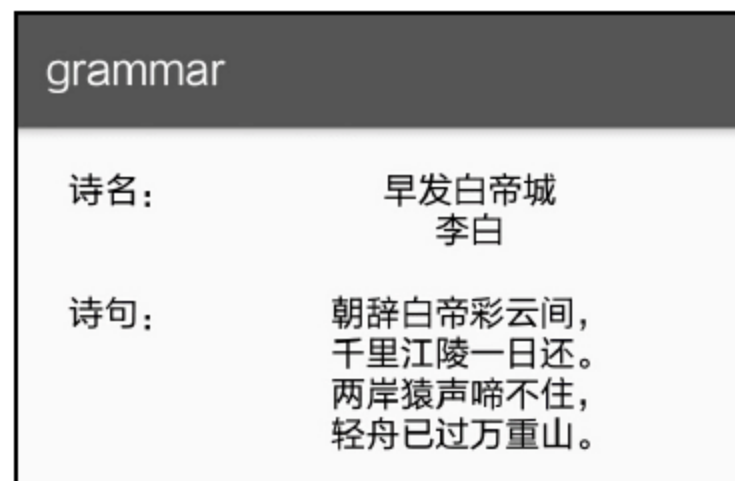 grammar
诗名： 早发白帝城
李白
诗句： 朝辞白帝彩云间，
千里江陵一日还。
两岸猿声啼不住，
轻舟已过万重山。